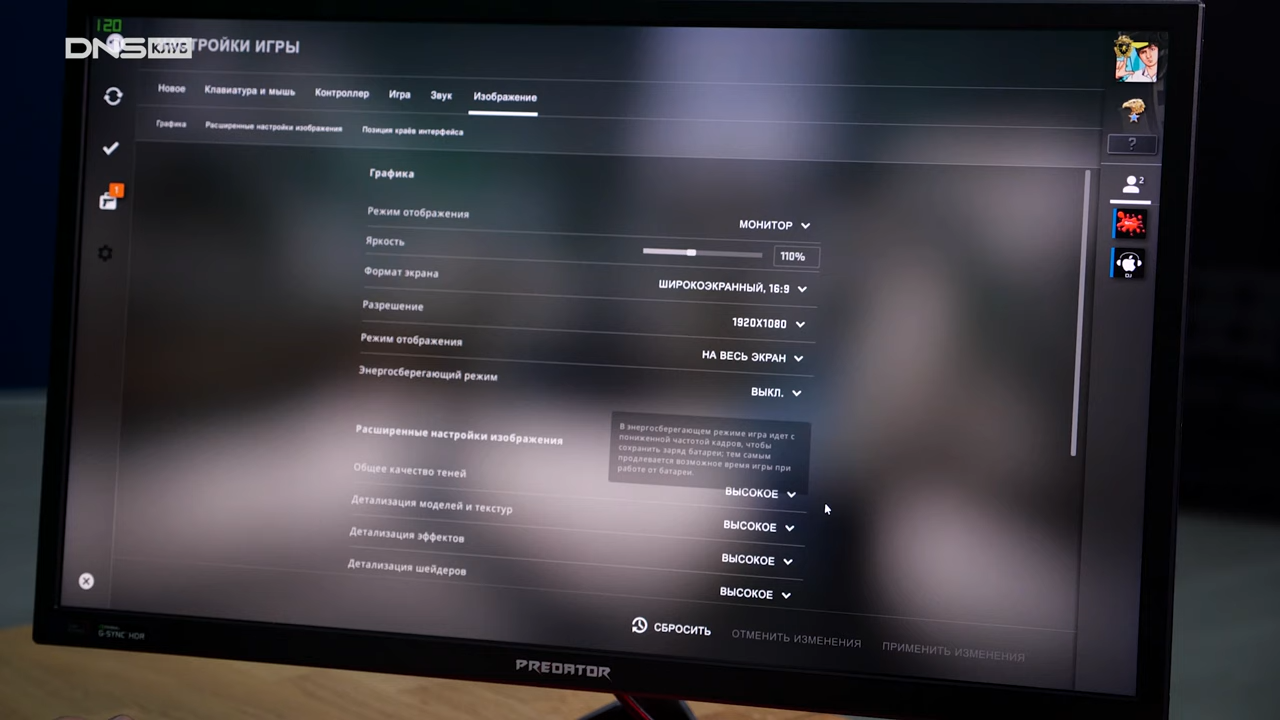 120
DNS КЛУБ
ТРОЙКИ ИГРЫ
Новое Клавиатура и мышь Контроллер Игра Звук Изображение
Графика Расширенные настройки изображения Позиция краёв интерфейса
?
2
1
DJ
Графика
Режим отображения МОНИТОР
Яркость 110%
Формат экрана ШИРОКОЭКРАННЫЙ, 16:9
Разрешение 1920X1080
Режим отображения НА ВЕСЬ ЭКРАН
Энергосберегающий режим ВЫКЛ.
В энергосберегающем режиме игра идет с
пониженной частотой кадров, чтобы
сохранить заряд батареи; тем самым
продлевается возможное время игры при
работе от батареи.
Расширенные настройки изображения
Общее качество теней ВЫСОКОЕ
Детализация моделей и текстур ВЫСОКОЕ
Детализация эффектов ВЫСОКОЕ
Детализация шейдеров ВЫСОКОЕ
СБРОСИТЬ ОТМЕНИТЬ ИЗМЕНЕНИЯ ПРИМЕНИТЬ ИЗМЕНЕНИЯ
G-SYNC HDR
PREDATOR